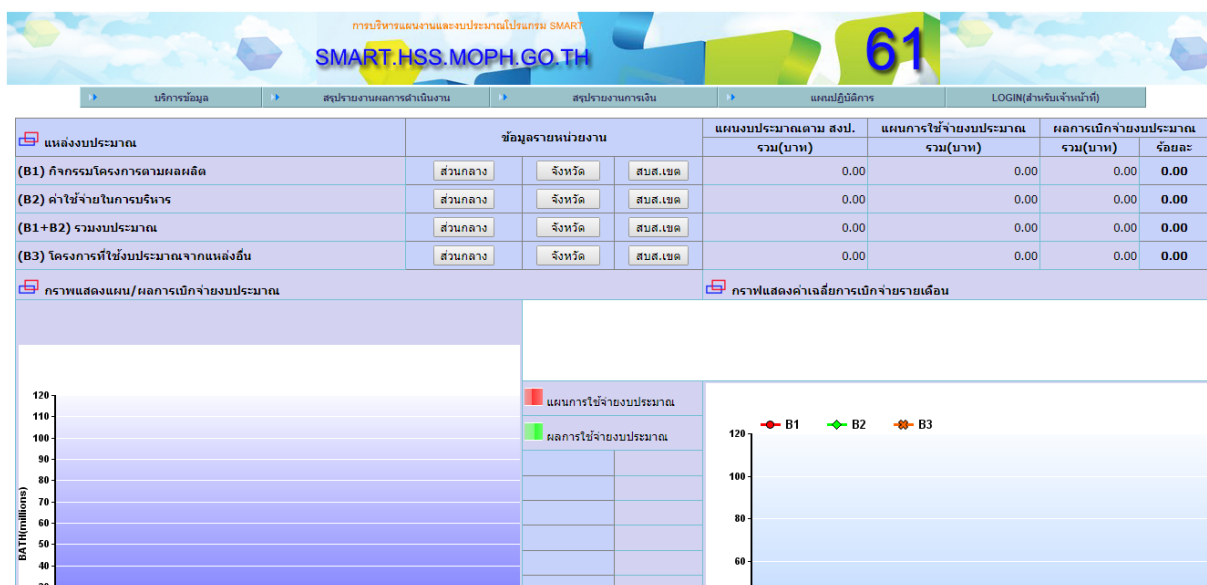 การบริหารแผนงานและงบประมาณโปรแกรม SMART
SMART.HSS.MOPH.GO.TH
61
บริการข้อมูล สรุปรายงานผลการดำเนินงาน สรุปรายงานการเงิน แผนปฏิบัติการ LOGIN(สำหรับเจ้าหน้าที่)
แหล่งงบประมาณ ข้อมูลรายหน่วยงาน แผนงบประมาณตาม สงป. แผนการใช้จ่ายงบประมาณ ผลการเบิกจ่ายงบประมาณ
รวม(บาท) รวม(บาท) รวม(บาท) ร้อยละ
(B1) กิจกรรมโครงการตามผลผลิต ส่วนกลาง จังหวัด สบส.เขต 0.00 0.00 0.00 0.00
(B2) ค่าใช้จ่ายในการบริหาร ส่วนกลาง จังหวัด สบส.เขต 0.00 0.00 0.00 0.00
(B1+B2) รวมงบประมาณ ส่วนกลาง จังหวัด สบส.เขต 0.00 0.00 0.00 0.00
(B3) โครงการที่ใช้งบประมาณจากแหล่งอื่น ส่วนกลาง จังหวัด สบส.เขต 0.00 0.00 0.00 0.00
กราฟแสดงแผน/ผลการเบิกจ่ายงบประมาณ กราฟแสดงค่าเฉลี่ยการเบิกจ่ายรายเดือน
แผนการใช้จ่ายงบประมาณ
ผลการใช้จ่ายงบประมาณ
BATH(millions)
120
110
100
90
80
70
60
50
40
B1 B2 B3
120
100
80
60